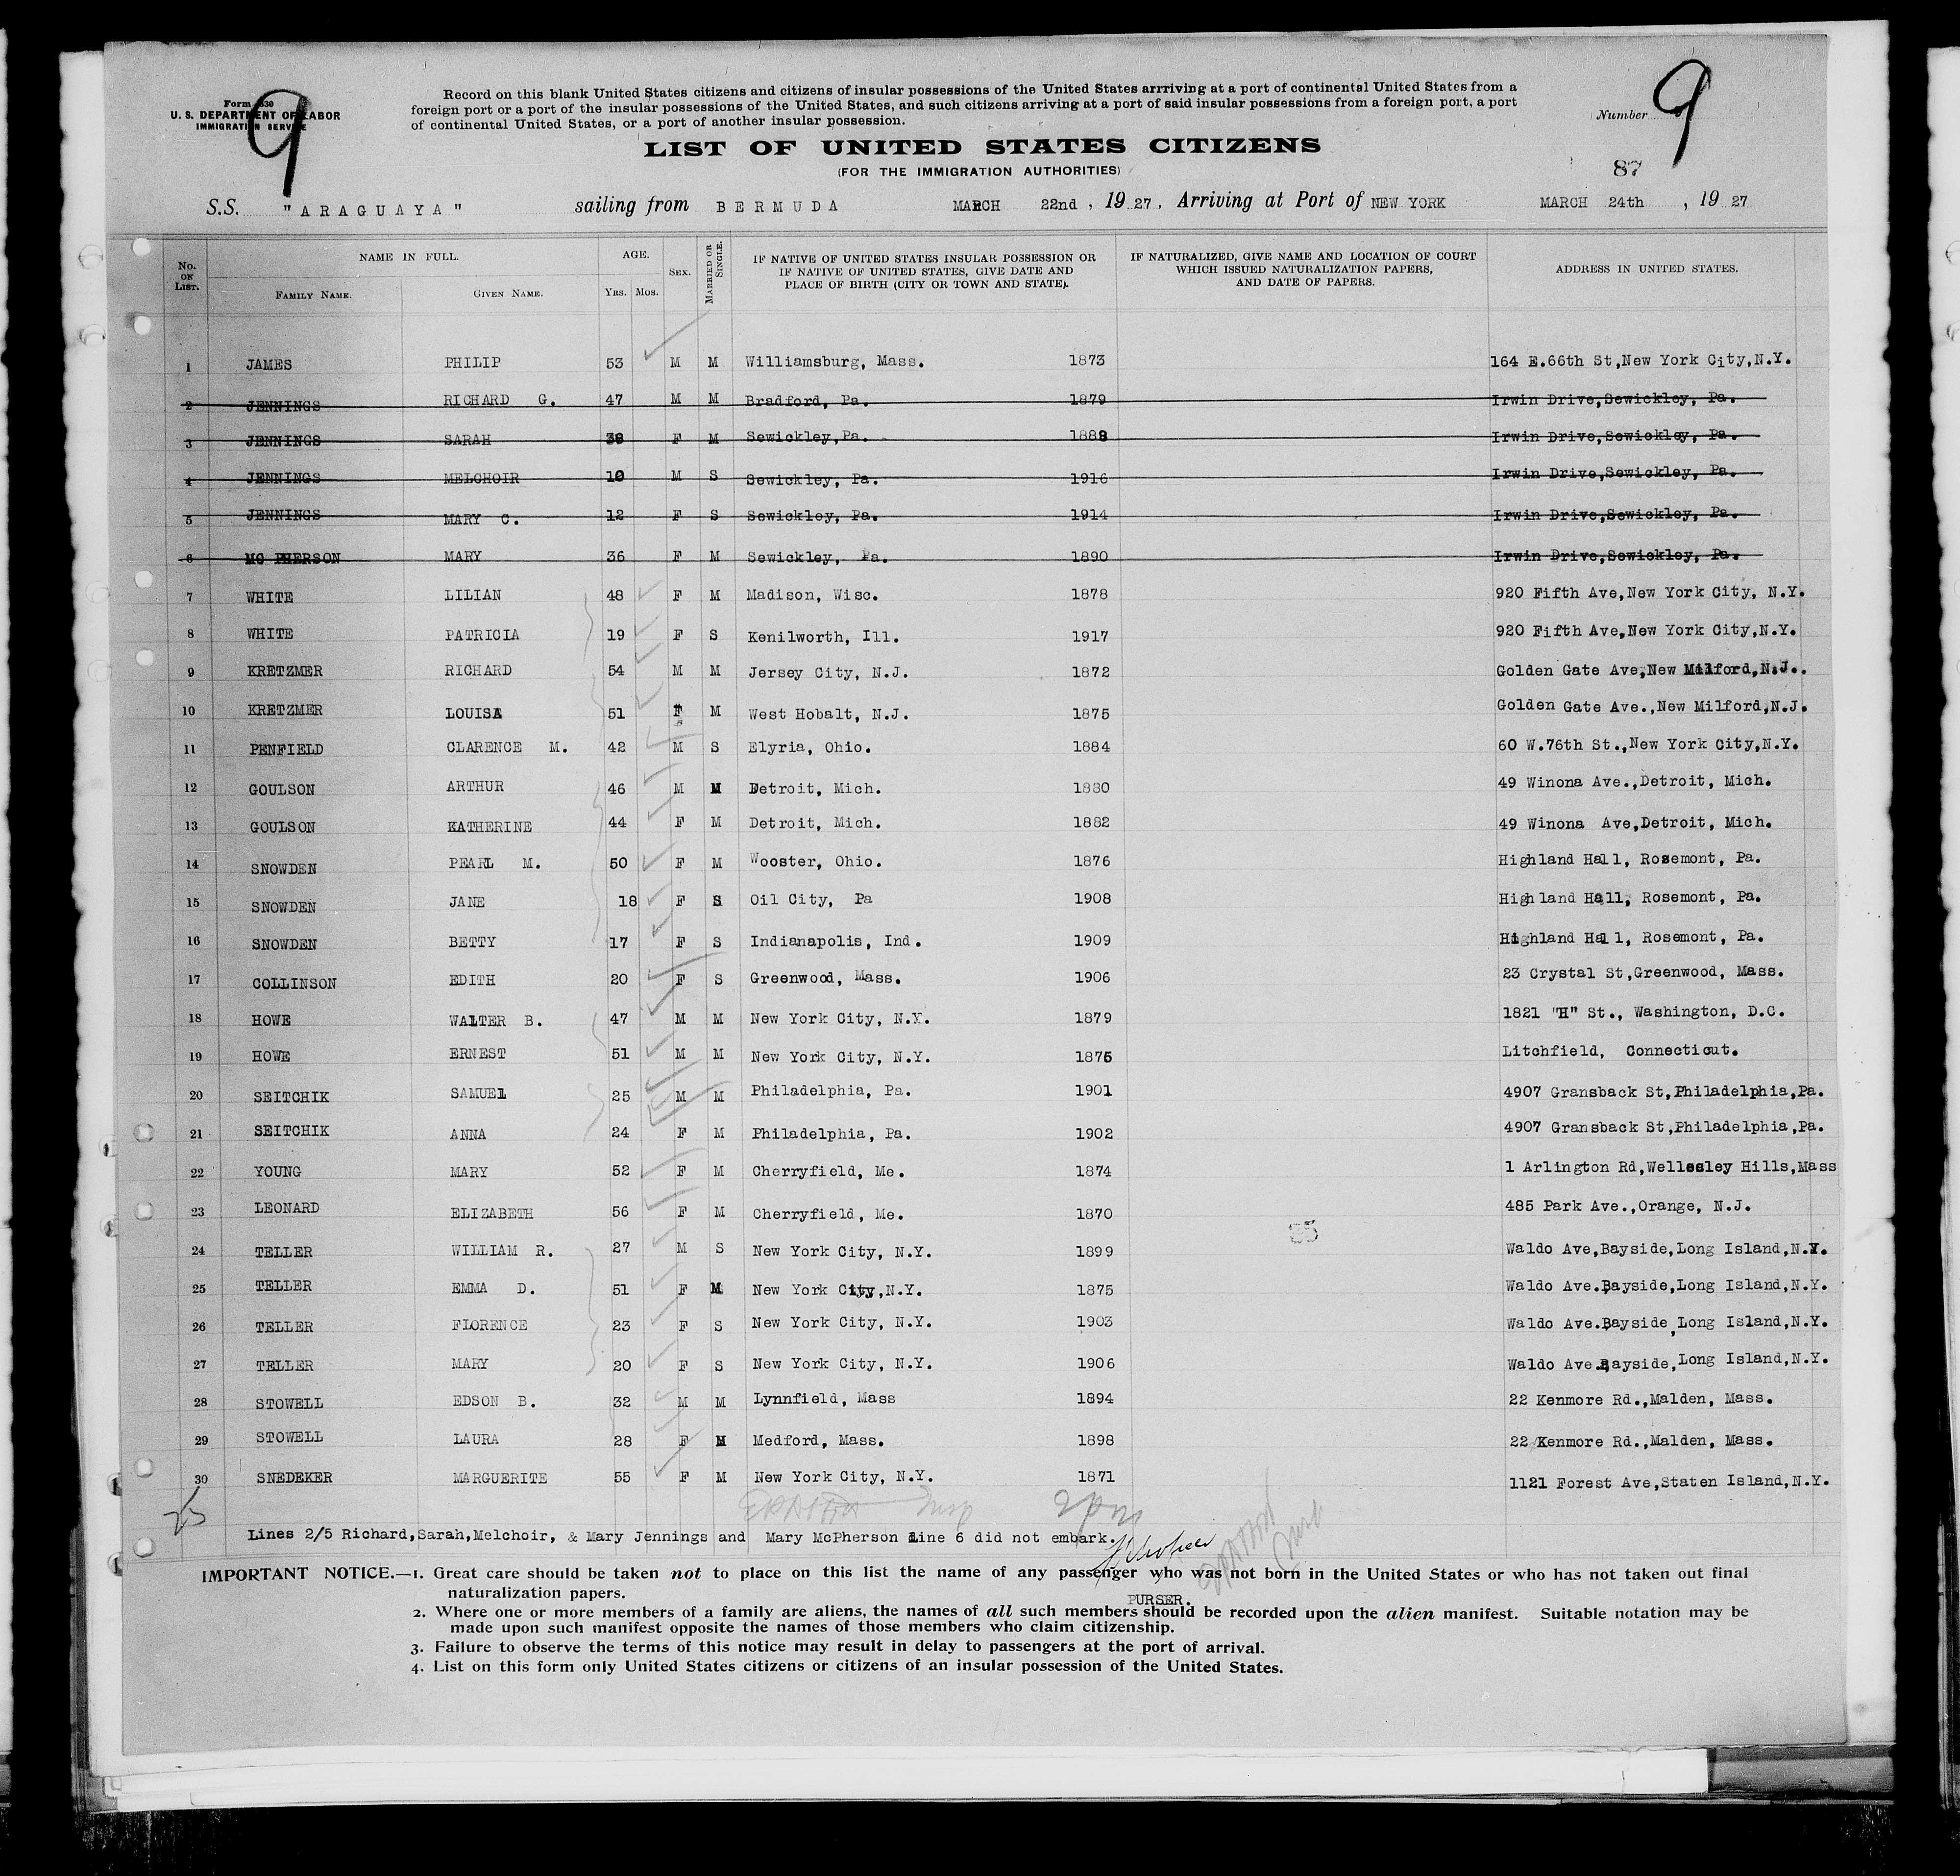 Form 630
U. S. DEPARTMENT OF LABOR
IMMIGRATION SERVICE
9
Record on this blank United States citizens and citizens of insular possessions of the United States arrriving at a port of continental United States from a
foreign port or a port of the insular possessions of the United States, and such citizens arriving at a port of said insular possessions from a foreign port, a port
of continental United States, or a port of another insular possession.
Number 9
LIST OF UNITED STATES CITIZENS
(FOR THE IMMIGRATION AUTHORITIES)
87
S.S. "ARAGUAYA" sailing from BERMUDA MARCH 22nd, 1927, Arriving at Port of NEW YORK MARCH 24th, 1927
No. ON LIST. NAME IN FULL. FAMILY NAME. GIVEN NAME. AGE. Yrs. Mos. SEX. MARRIED OR SINGLE. IF NATIVE OF UNITED STATES INSULAR POSSESSION OR IF NATIVE OF UNITED STATES, GIVE DATE AND PLACE OF BIRTH (CITY OR TOWN AND STATE). IF NATURALIZED, GIVE NAME AND LOCATION OF COURT WHICH ISSUED NATURALIZATION PAPERS, AND DATE OF PAPERS. ADDRESS IN UNITED STATES.
1 JAMES PHILIP 53 M M Williamsburg, Mass. 1873 164 E.66th St,New York City,N.Y.
2 JENNINGS RICHARD G. 47 M M Bradford, Pa. 1879 Irwin Drive,Sewickley, Pa.
3 JENNINGS SARAH 38 F M Sewickley,Pa. 1888 Irwin Drive,Sewickley, Pa.
4 JENNINGS MELCHOIR 10 M S Sewickley, Pa. 1916 Irwin Drive,Sewickley, Pa.
5 JENNINGS MARY C. 12 F S Sewickley, Pa. 1914 Irwin Drive,Sewickley, Pa.
6 MC PHERSON MARY 36 F M Sewickley, Pa. 1890 Irwin Drive,Sewickley, Pa.
7 WHITE LILIAN 48 F M Madison, Wisc. 1878 920 Fifth Ave,New York City, N.Y.
8 WHITE PATRICIA 19 F S Kenilworth, Ill. 1917 920 Fifth Ave,New York City,N.Y.
9 KRETZMER RICHARD 54 M M Jersey City, N.J. 1872 Golden Gate Ave,New Milford,N.J..
10 KRETZMER LOUISA 51 F M West Hobalt, N.J. 1875 Golden Gate Ave.,New Milford,N.J.
11 PENFIELD CLARENCE M. 42 M S Elyria, Ohio. 1884 60 W.76th St.,New York City,N.Y.
12 GOULSON ARTHUR 46 M M Detroit, Mich. 1880 49 Winona Ave.,Detroit, Mich.
13 GOULSON KATHERINE 44 F M Detroit, Mich. 1882 49 Winona Ave,Detroit, Mich.
14 SNOWDEN PEARL M. 50 F M Wooster, Ohio. 1876 Highland Hall, Rosemont, Pa.
15 SNOWDEN JANE 18 F S Oil City, Pa 1908 Highland Hall, Rosemont, Pa.
16 SNOWDEN BETTY 17 F S Indianapolis, Ind. 1909 Highland Hall, Rosemont, Pa.
17 COLLINSON EDITH 20 F S Greenwood, Mass. 1906 23 Crystal St,Greenwood, Mass.
18 HOWE WALTER B. 47 M M New York City, N.Y. 1879 1821 "H" St., Washington, D.C.
19 HOWE ERNEST 51 M M New York City, N.Y. 1875 Litchfield, Connecticut.
20 SEITCHIK SAMUEL 25 M M Philadelphia, Pa. 1901 4907 Gransback St,Philadelphia,Pa.
21 SEITCHIK ANNA 24 F M Philadelphia, Pa. 1902 4907 Gransback St,Philadelphia,Pa.
22 YOUNG MARY 52 F M Cherryfield, Me. 1874 1 Arlington Rd,Wellesley Hills,Mass
23 LEONARD ELIZABETH 56 F M Cherryfield, Me. 1870 485 Park Ave.,Orange, N.J.
24 TELLER WILLIAM R. 27 M S New York City, N.Y. 1899 Waldo Ave,Bayside,Long Island,N.Y.
25 TELLER EMMA D. 51 F M New York City,N.Y. 1875 Waldo Ave.Bayside,Long Island,N.Y.
26 TELLER FLORENCE 23 F S New York City, N.Y. 1903 Waldo Ave.Bayside,Long Island,N.Y.
27 TELLER MARY 20 F S New York City, N.Y. 1906 Waldo Ave.Bayside,Long Island,N.Y.
28 STOWELL EDSON B. 32 M M Lynnfield, Mass 1894 22 Kenmore Rd.,Malden, Mass.
29 STOWELL LAURA 28 F M Medford, Mass. 1898 22 Kenmore Rd.,Malden, Mass.
30 SNEDEKER MARGUERITE 55 F M New York City, N.Y. 1871 1121 Forest Ave,Staten Island,N.Y.
25
Lines 2/5 Richard,Sarah,Melchoir, & Mary Jennings and Mary McPherson Line 6 did not embark.
PURSER.
IMPORTANT NOTICE.—1. Great care should be taken not to place on this list the name of any passenger who was not born in the United States or who has not taken out final
naturalization papers.
2. Where one or more members of a family are aliens, the names of all such members should be recorded upon the alien manifest. Suitable notation may be
made upon such manifest opposite the names of those members who claim citizenship.
3. Failure to observe the terms of this notice may result in delay to passengers at the port of arrival.
4. List on this form only United States citizens or citizens of an insular possession of the United States.